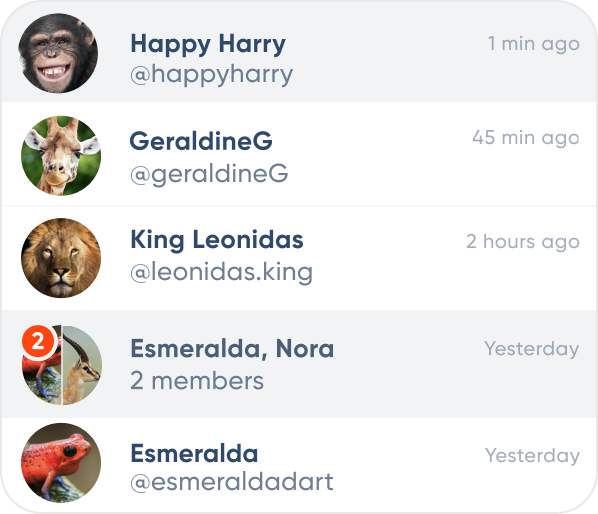 Happy Harry
1 min ago
@happyharry
GeraldineG
45 min ago
@geraldineG
King Leonidas
2 hours ago
@leonidas.king
2
Esmeralda, Nora
Yesterday
2 members
Esmeralda
Yesterday
@esmeraldadart